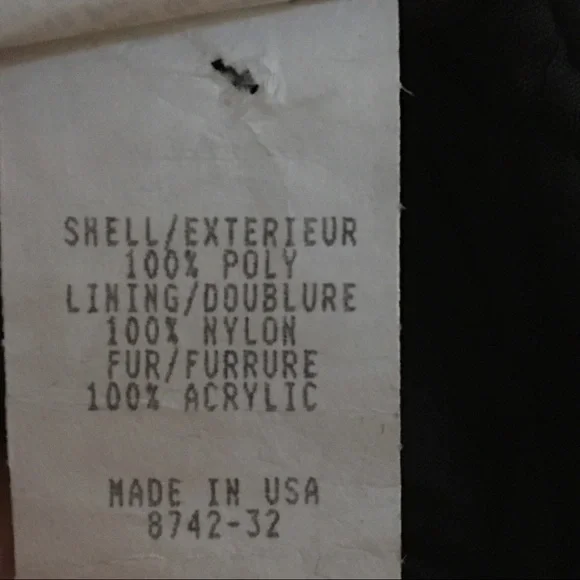 SHELL/EXTERIEUR
100% POLY
LINING/DOUBLURE
100% NYLON
FUR/FURRURE
100% ACRYLIC
MADE IN USA
8742-32